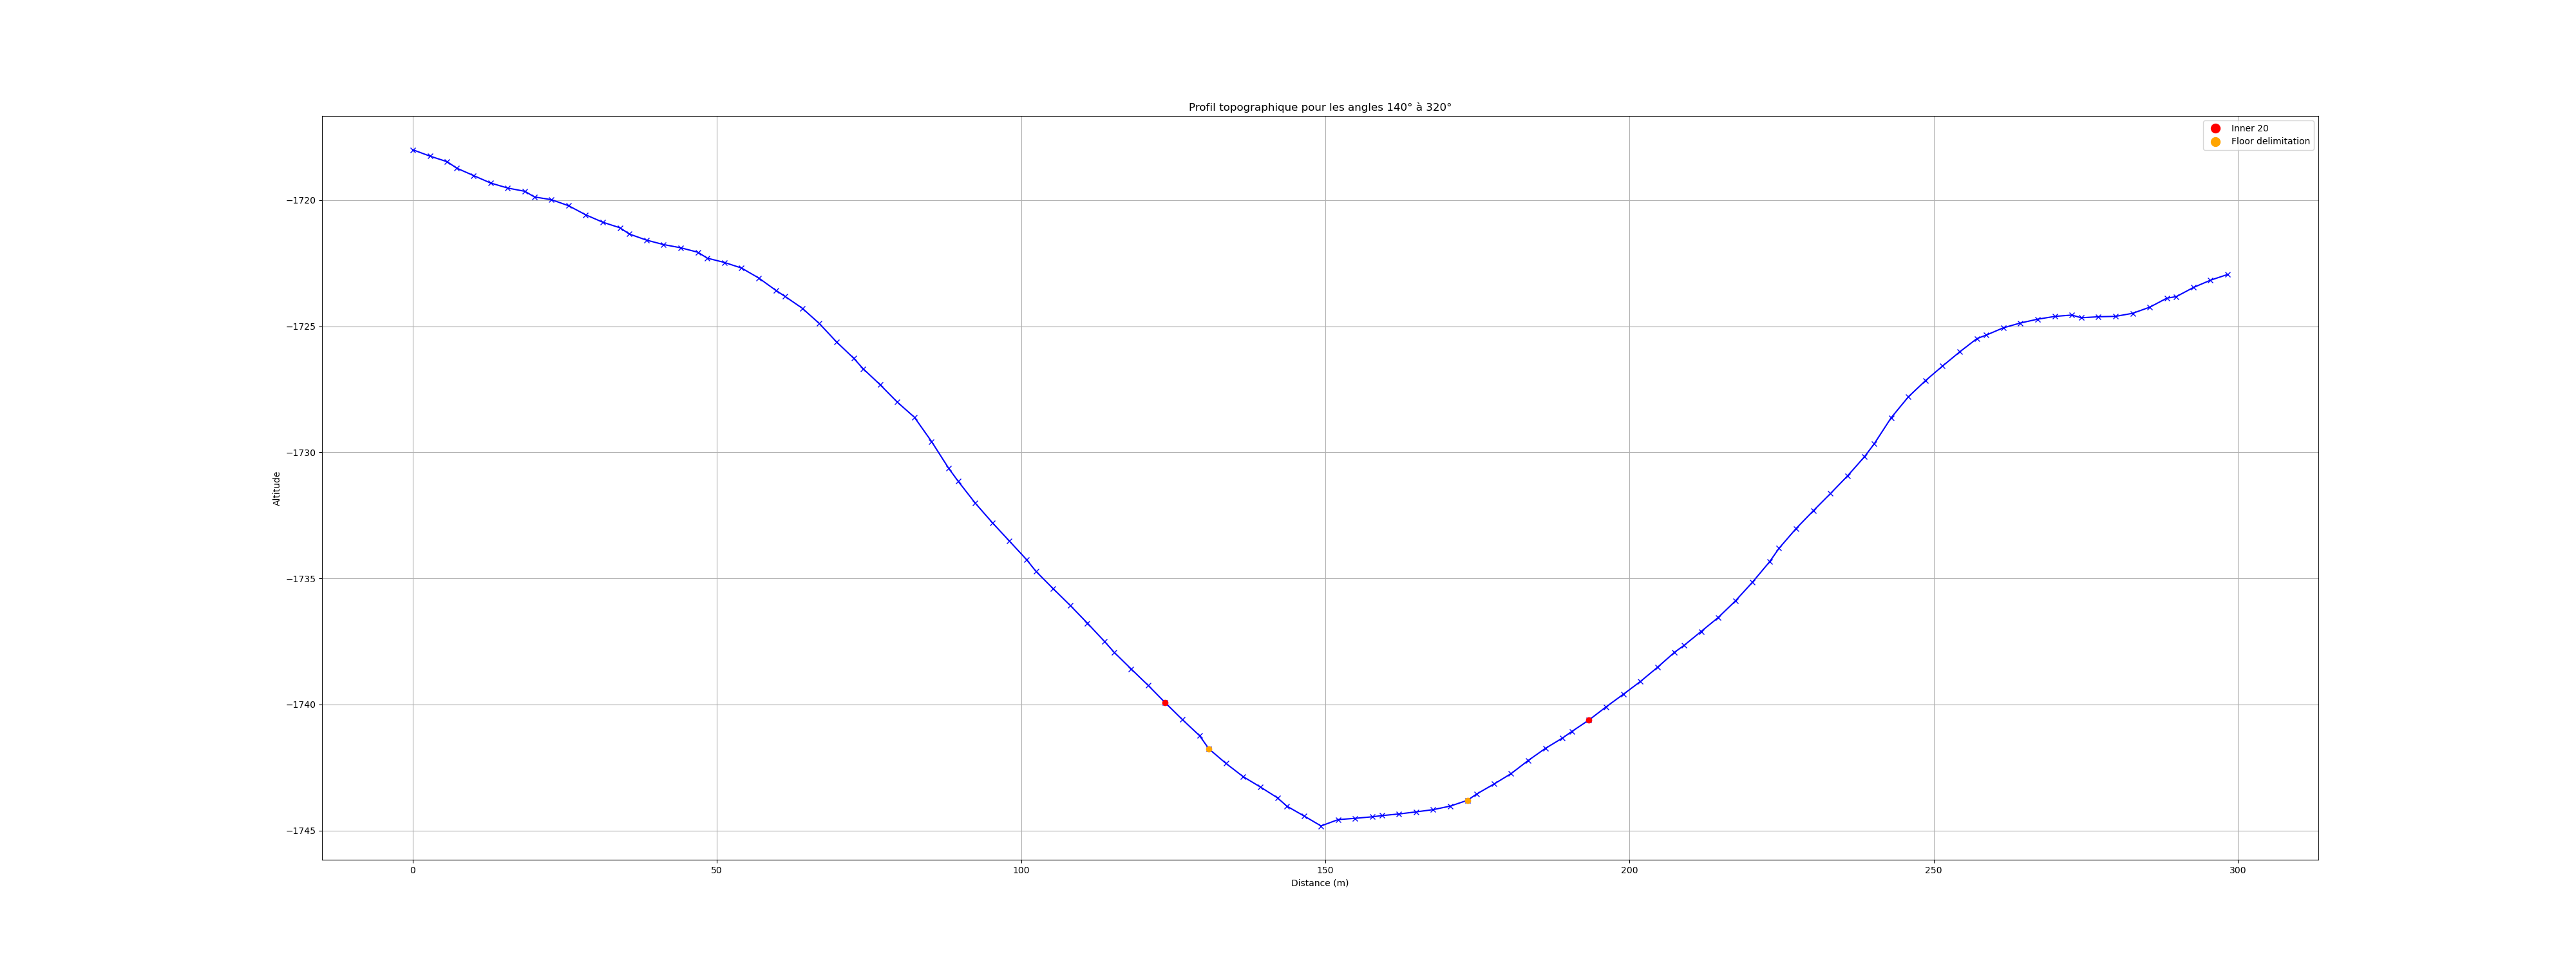 Profil topographique pour les angles 140° à 320°
Inner 20
Floor delimitation
Altitude
−1720
−1725
−1730
−1735
−1740
−1745
0
50
100
150
200
250
300
Distance (m)